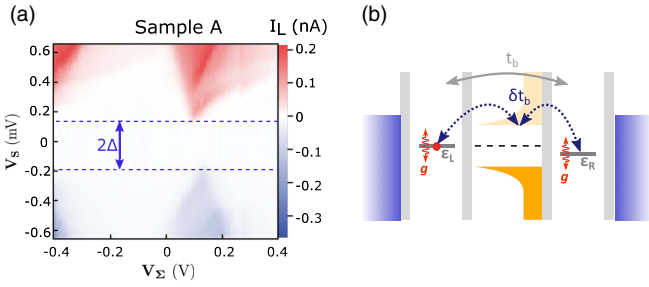 (a)
Sample A
I_L (nA)
0.6
0.4
0.2
0
-0.2
-0.4
-0.6
V_S (mV)
2Δ
-0.4
-0.2
0
0.2
0.4
V_Σ (V)
0.2
0.1
0
-0.1
-0.2
-0.3
(b)
t_b
δt_b
ε_L
g
ε_R
g